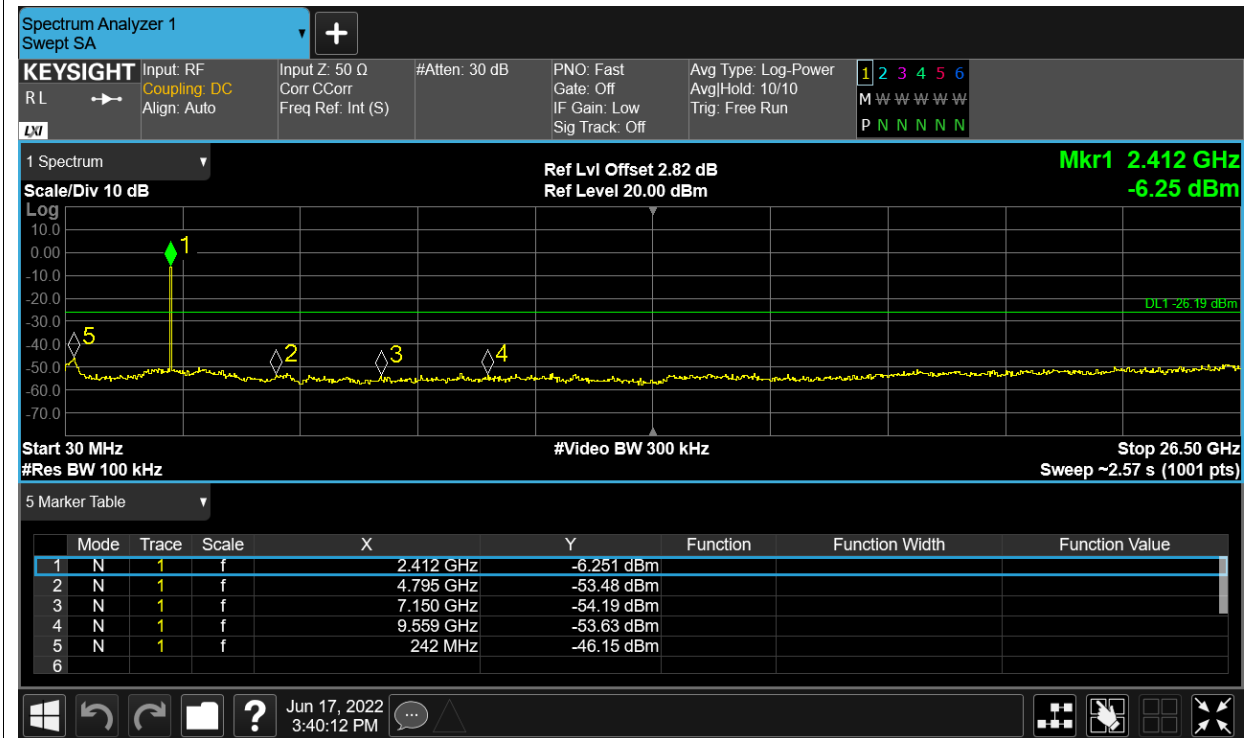 Spectrum Analyzer 1
Swept SA
KEYSIGHT
R L
LXI
Input: RF
Coupling: DC
Align: Auto
Input Z: 50 Ω
Corr CCorr
Freq Ref: Int (S)
#Atten: 30 dB
PNO: Fast
Gate: Off
IF Gain: Low
Sig Track: Off
Avg Type: Log-Power
Avg|Hold: 10/10
Trig: Free Run
1 2 3 4 5 6
M W W W W W
P N N N N N
1 Spectrum
Scale/Div 10 dB
Ref Lvl Offset 2.82 dB
Ref Level 20.00 dBm
Mkr1 2.412 GHz
-6.25 dBm
Log
10.0
0.00
-10.0
-20.0
-30.0
-40.0
-50.0
-60.0
-70.0
1
DL1 -26.19 dBm
5
2
3
4
Start 30 MHz
#Video BW 300 kHz
Stop 26.50 GHz
#Res BW 100 kHz
Sweep ~2.57 s (1001 pts)
5 Marker Table
Mode Trace Scale X Y Function Function Width Function Value
1 N 1 f 2.412 GHz -6.251 dBm
2 N 1 f 4.795 GHz -53.48 dBm
3 N 1 f 7.150 GHz -54.19 dBm
4 N 1 f 9.559 GHz -53.63 dBm
5 N 1 f 242 MHz -46.15 dBm
6
?
Jun 17, 2022
3:40:12 PM